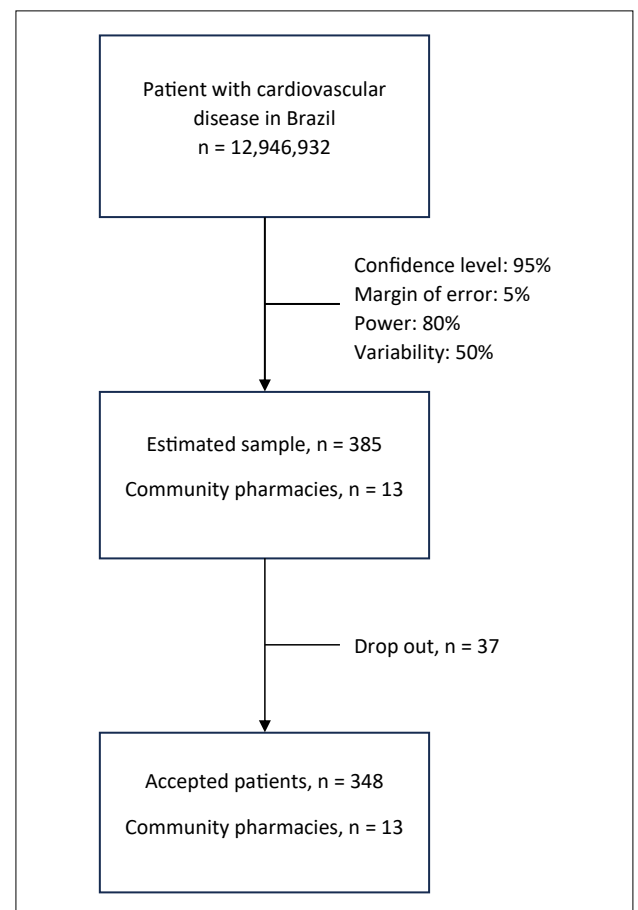 Patient with cardiovascular
disease in Brazil
n = 12,946,932
Confidence level: 95%
Margin of error: 5%
Power: 80%
Variability: 50%
Estimated sample, n = 385
Community pharmacies, n = 13
Drop out, n = 37
Accepted patients, n = 348
Community pharmacies, n = 13